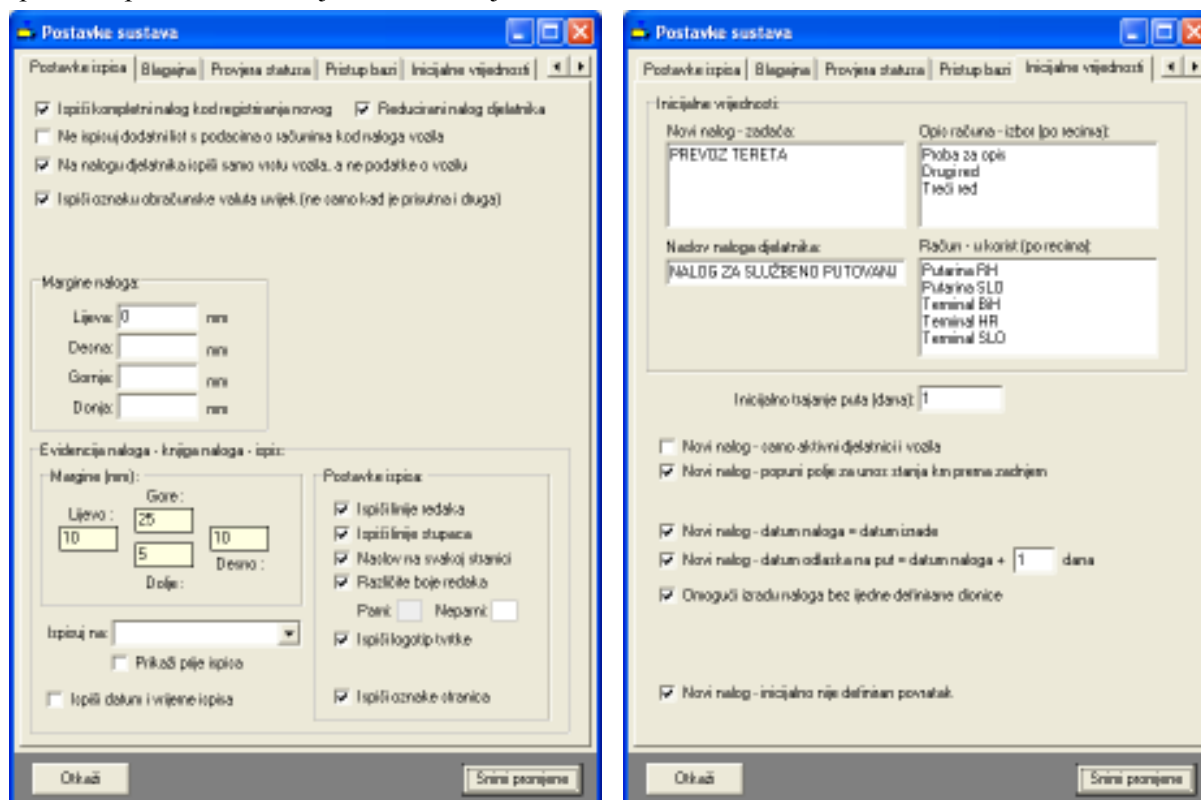 Postavke sustava
Postavke ispisa Blagajna Provjera statusa Pristup bazi Inicijalne vrijednosti
Ispiši kompletni nalog kod registriranja novog Reducirani nalog djelatnika
Ne ispisuj dodatni list s podacima o računima kod naloga vozila
Na nalogu djelatnika ispiši samo vrstu vozila, a ne podatke o vozilu
Ispiši oznaku obračunske valuta uvijek (ne samo kad je prisutna i druga)
Margine naloga:
Lijeva: 0 mm
Desna: mm
Gornja: mm
Donja: mm
Evidencija naloga - knjiga naloga - ispis:
Margine (mm):
Gore :
Lijevo : 25
10 10
5 Desno :
Dolje :
Ispisuj na:
Prikaži prije ispisa
Ispiši datum i vrijeme ispisa
Postavke ispisa:
Ispiši linije redaka
Ispiši linije stupaca
Naslov na svakoj stranici
Različite boje redaka
Parni: Neparni:
Ispiši logotip tvrtke
Ispiši oznake stranica
Otkaži Snimi promjene
Postavke sustava
Postavke ispisa Blagajna Provjera statusa Pristup bazi Inicijalne vrijednosti
Inicijalne vrijednosti:
Novi nalog - zadaća:
PREVOZ TERETA
Opis računa - izbor (po recima):
Proba za opis
Drugi red
Treći red
Naslov naloga djelatnika:
NALOG ZA SLUŽBENO PUTOVANJ
Račun - u korist (po recima):
Putarina RH
Putarina SLO
Terminal BiH
Terminal HR
Terminal SLO
Inicijalno trajanje puta (dana): 1
Novi nalog - samo aktivni djelatnici i vozila
Novi nalog - popuni polje za unos stanja km prema zadnjem
Novi nalog - datum naloga = datum izrade
Novi nalog - datum odlaska na put = datum naloga + 1 dana
Omogući izradu naloga bez ijedne definirane dionice
Novi nalog - inicijalno nije definiran povratak
Otkaži Snimi promjene